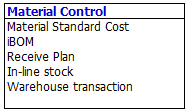 Material Control
Material Standard Cost
iBOM
Receive Plan
In-line stock
Warehouse transaction